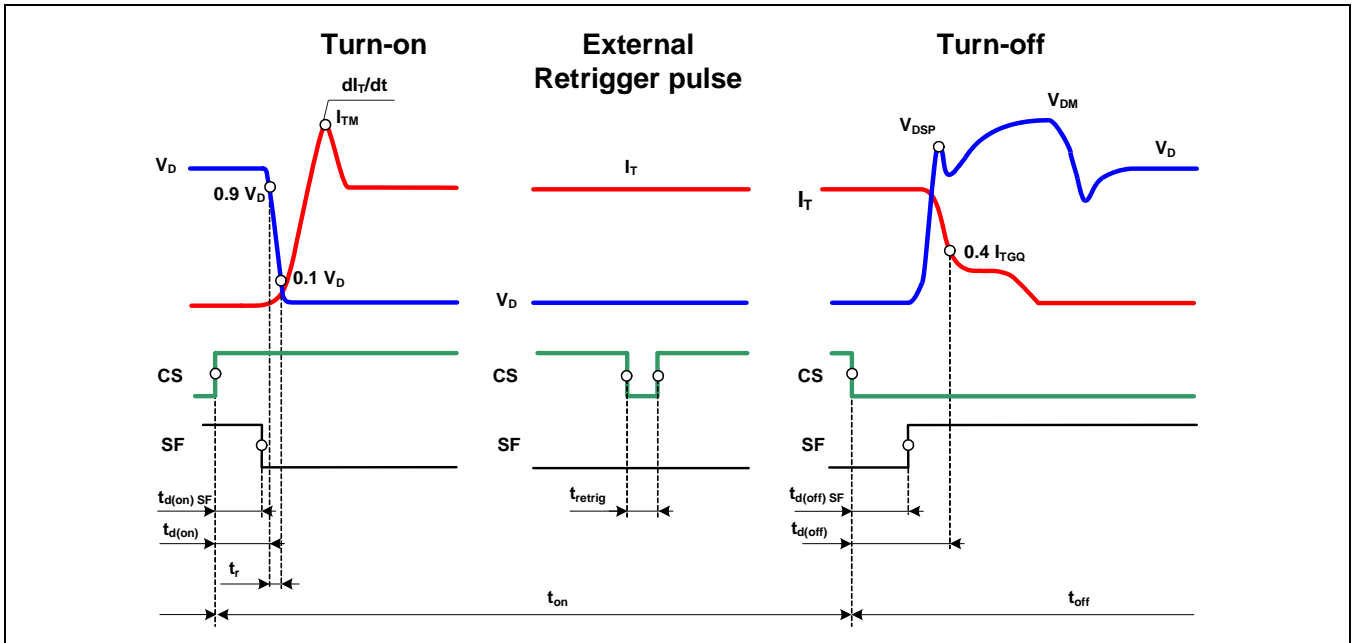 Turn-on
External
Retrigger pulse
Turn-off
dIT/dt
ITM
VD
0.9 VD
0.1 VD
IT
VD
VDSP
VDM
VD
IT
0.4 ITGQ
CS
CS
CS
SF
SF
SF
td(on) SF
td(on)
tr
tretrig
td(off) SF
td(off)
ton
toff